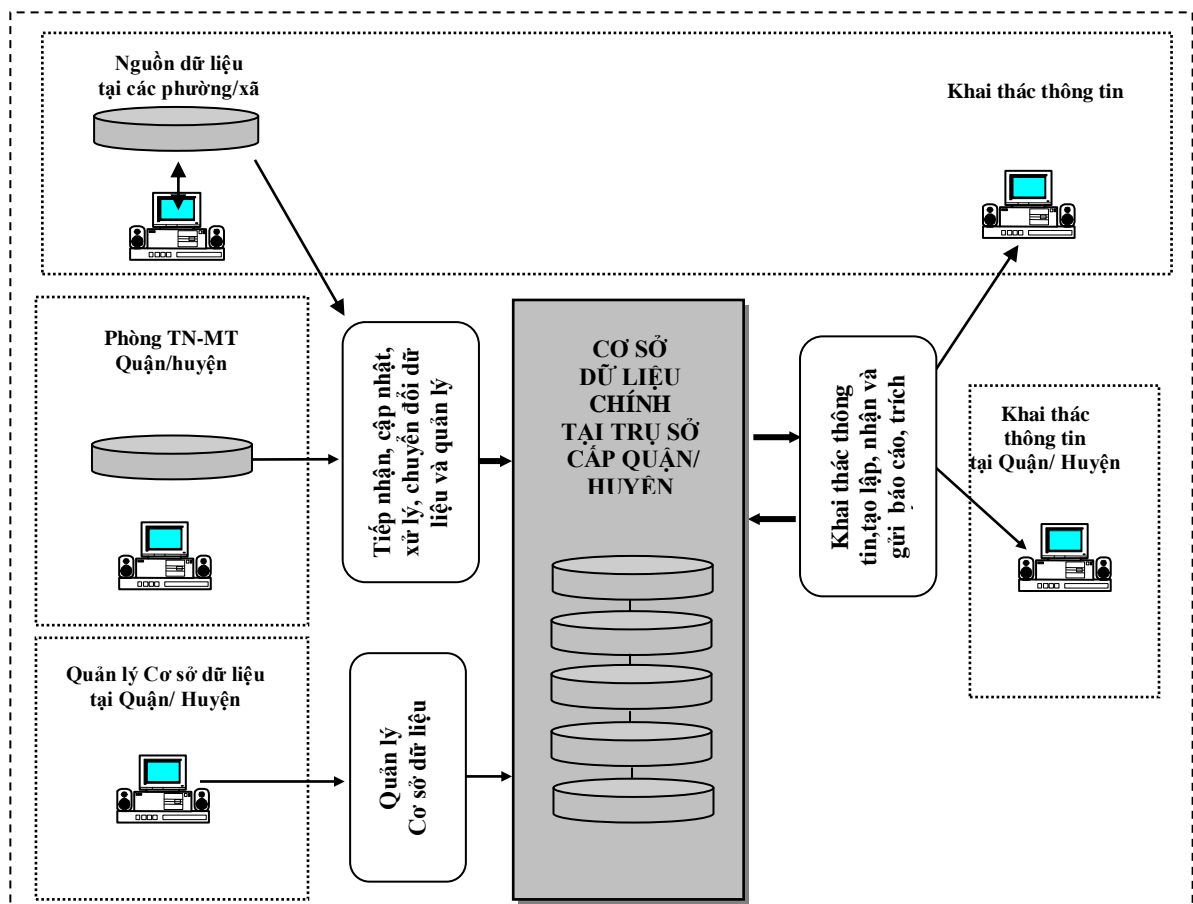 Nguồn dữ liệu
tại các phường/xã
Khai thác thông tin
Phòng TN-MT
Quận/huyện
Tiếp nhận, cập nhật,
xử lý, chuyển đổi dữ
liệu và quản lý
CƠ SỞ
DỮ LIỆU
CHÍNH
TẠI TRỤ SỞ
CẤP QUẬN/
HUYỆN
Khai thác thông
tin,tạo lập, nhận và
gửi báo cáo, trích
Khai thác
thông tin
tại Quận/ Huyện
Quản lý Cơ sở dữ liệu
tại Quận/ Huyện
Quản lý
Cơ sở dữ liệu